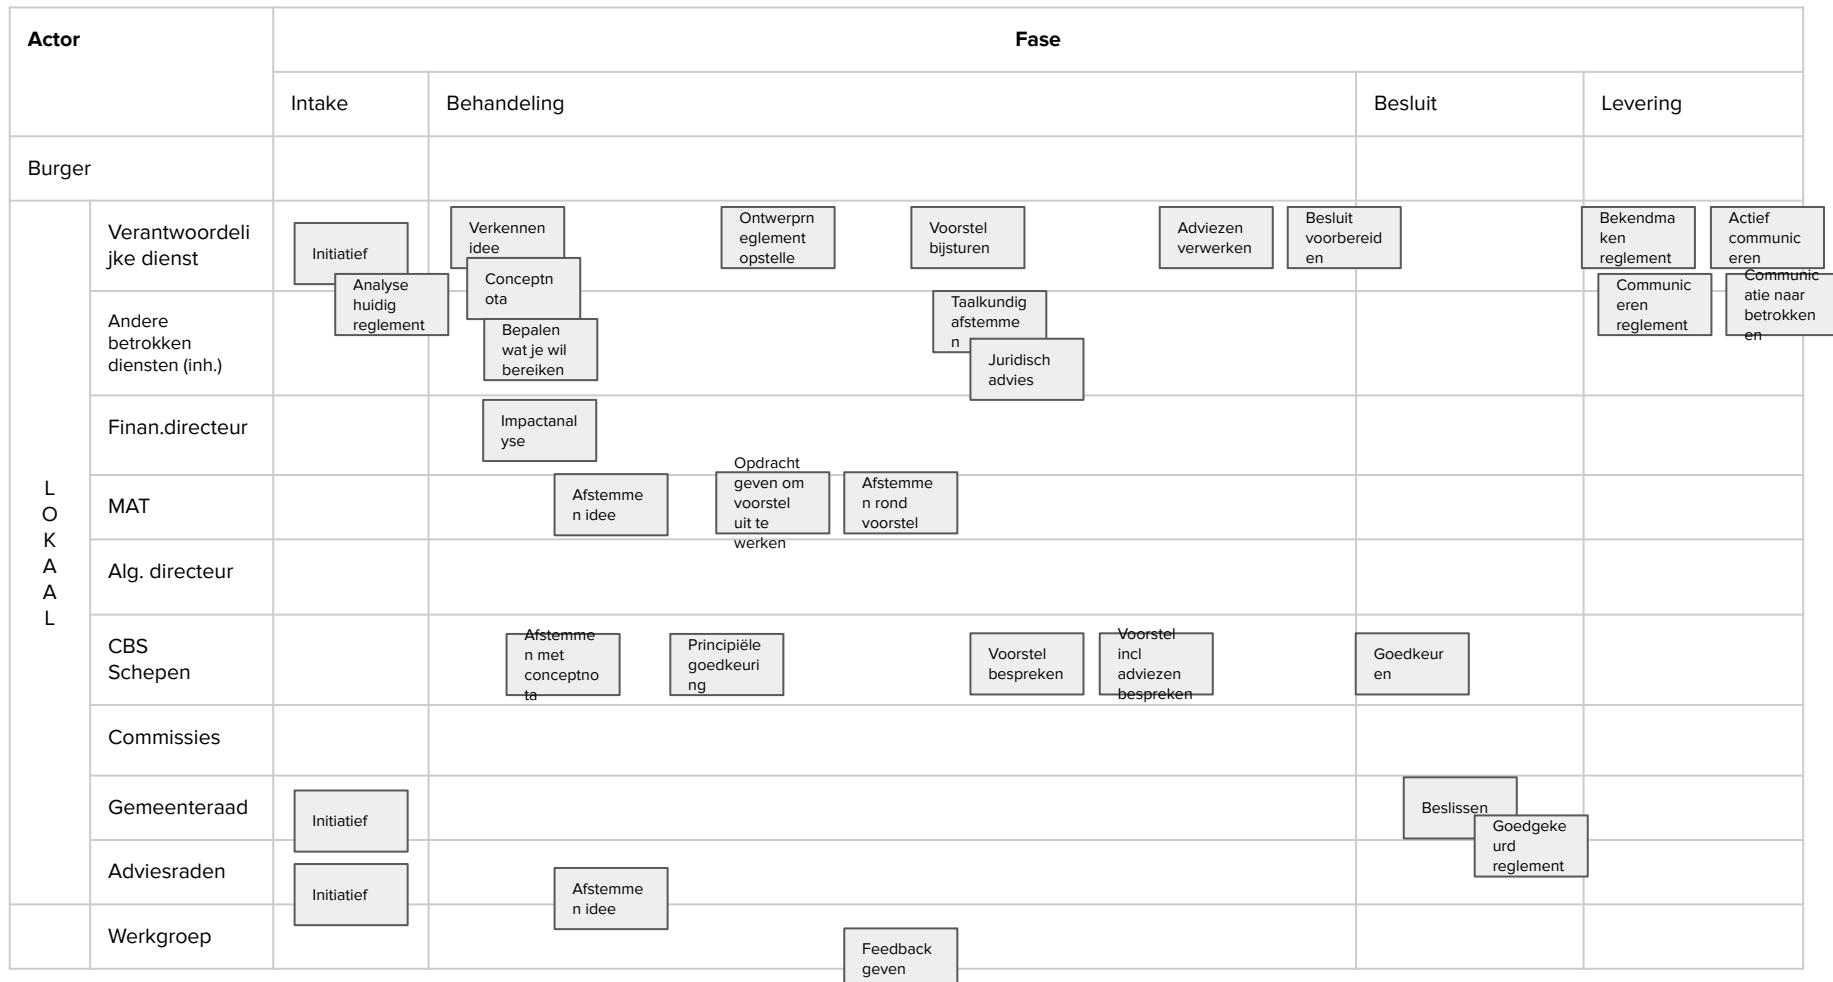 Actor
Fase
Intake
Behandeling
Besluit
Levering
Burger
L
O
K
A
A
L
Verantwoordeli
jke dienst
Initiatief
Analyse
huidig
reglement
Verkennen
idee
Conceptn
ota
Bepalen
wat je wil
bereiken
Ontwerprn
eglement
opstelle
Voorstel
bijsturen
Adviezen
verwerken
Besluit
voorbereid
en
Bekendma
ken
reglement
Actief
communic
eren
Communic
eren
reglement
Communic
atie naar
betrokken
en
Andere
betrokken
diensten (inh.)
Taalkundig
afstemme
n
Juridisch
advies
Finan.directeur
Impactanal
yse
MAT
Afstemme
n idee
Opdracht
geven om
voorstel
uit te
werken
Afstemme
n rond
voorstel
Alg. directeur
CBS
Schepen
Afstemme
n met
conceptno
ta
Principiële
goedkeuri
ng
Voorstel
bespreken
Voorstel
incl
adviezen
bespreken
Goedkeur
en
Commissies
Gemeenteraad
Initiatief
Beslissen
Goedgeke
urd
reglement
Adviesraden
Initiatief
Afstemme
n idee
Werkgroep
Feedback
geven